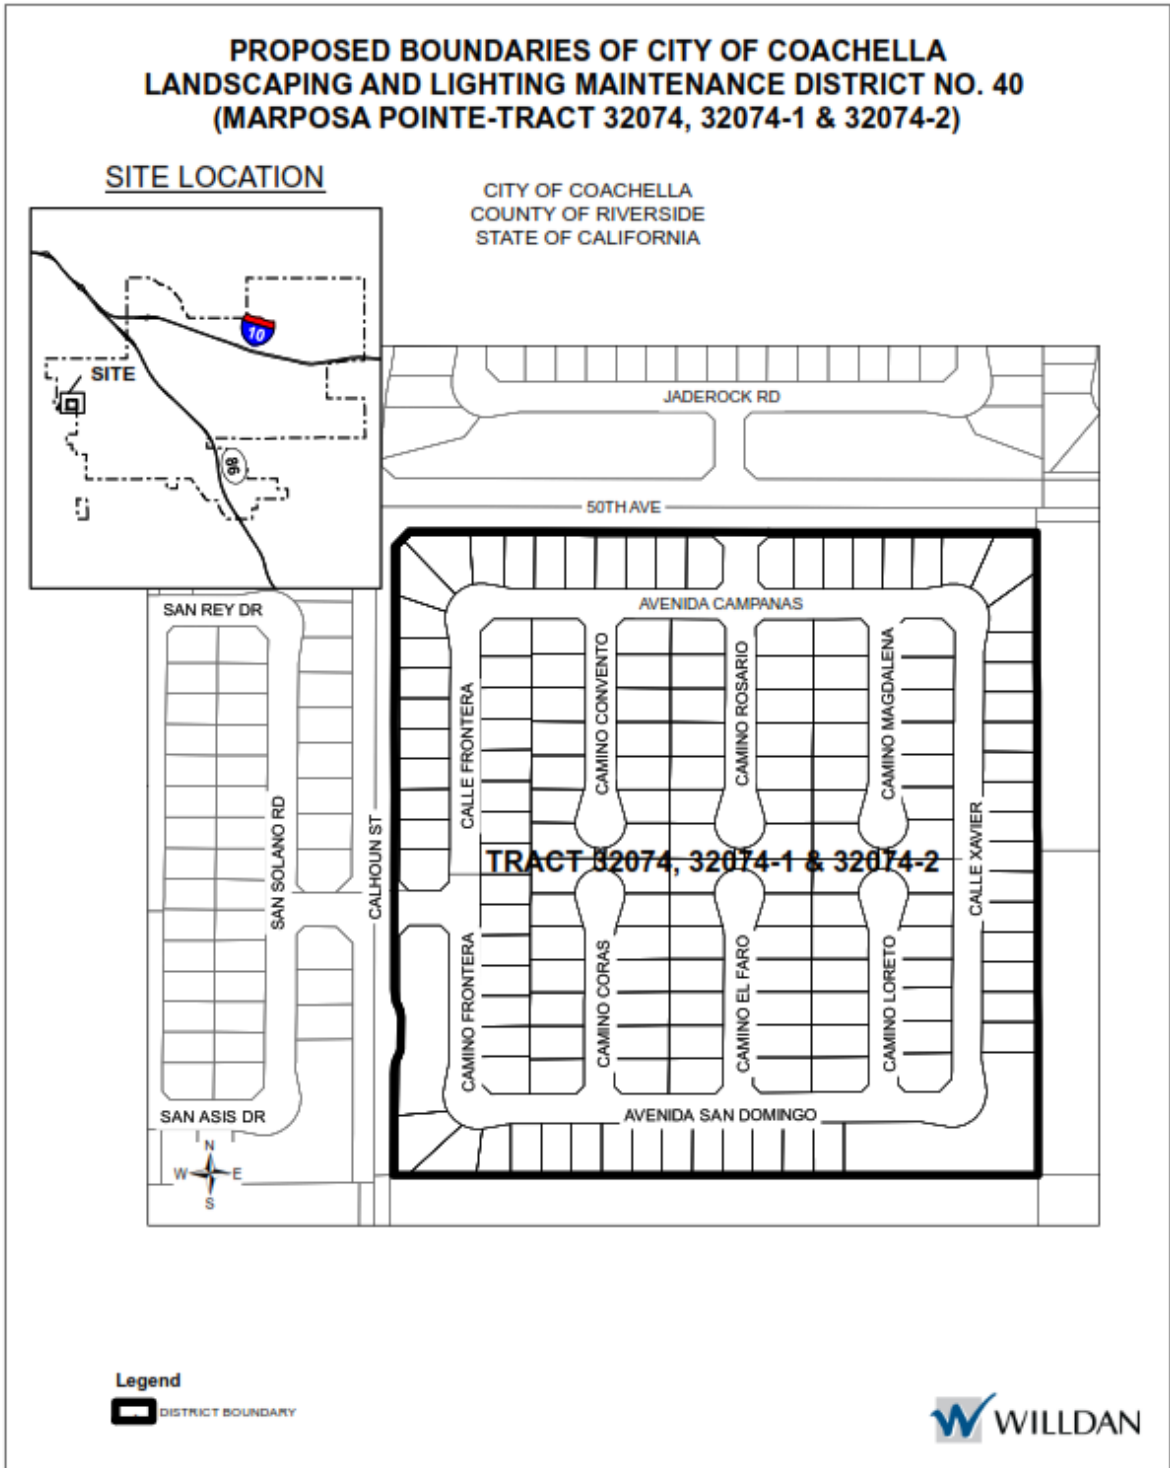 PROPOSED BOUNDARIES OF CITY OF COACHELLA
LANDSCAPING AND LIGHTING MAINTENANCE DISTRICT NO. 40
(MARPOSA POINTE-TRACT 32074, 32074-1 & 32074-2)
SITE LOCATION
CITY OF COACHELLA
COUNTY OF RIVERSIDE
STATE OF CALIFORNIA
10
SITE
86
JADEROCK RD
50TH AVE
SAN REY DR
AVENIDA CAMPANAS
CALLE FRONTERA
CAMINO CONVENTO
CAMINO ROSARIO
CAMINO MAGDALENA
SAN SOLANO RD
CALHOUN ST
CALLE XAVIER
TRACT 32074, 32074-1 & 32074-2
CAMINO FRONTERA
CAMINO CORAS
CAMINO EL FARO
CAMINO LORETO
SAN ASIS DR
AVENIDA SAN DOMINGO
N
W E
S
Legend
DISTRICT BOUNDARY
WILLDAN